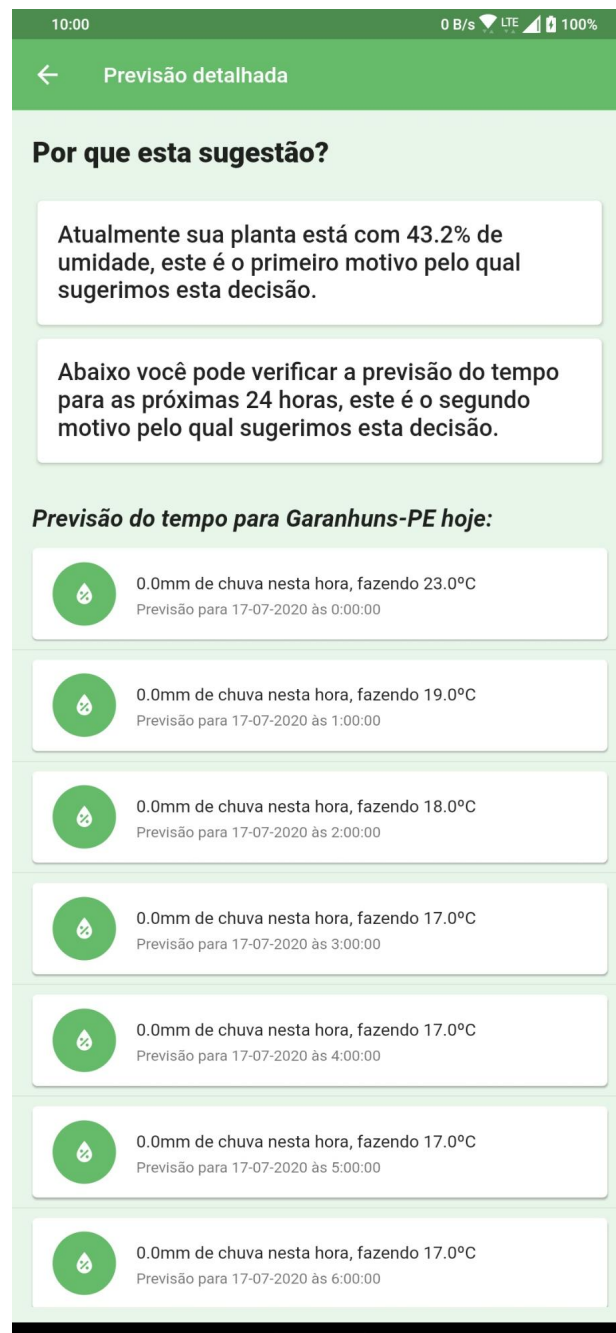 10:00
0 B/s LTE 100%
Previsão detalhada
Por que esta sugestão?
Atualmente sua planta está com 43.2% de
umidade, este é o primeiro motivo pelo qual
sugerimos esta decisão.
Abaixo você pode verificar a previsão do tempo
para as próximas 24 horas, este é o segundo
motivo pelo qual sugerimos esta decisão.
Previsão do tempo para Garanhuns-PE hoje:
0.0mm de chuva nesta hora, fazendo 23.0ºC
Previsão para 17-07-2020 às 0:00:00
0.0mm de chuva nesta hora, fazendo 19.0ºC
Previsão para 17-07-2020 às 1:00:00
0.0mm de chuva nesta hora, fazendo 18.0ºC
Previsão para 17-07-2020 às 2:00:00
0.0mm de chuva nesta hora, fazendo 17.0ºC
Previsão para 17-07-2020 às 3:00:00
0.0mm de chuva nesta hora, fazendo 17.0ºC
Previsão para 17-07-2020 às 4:00:00
0.0mm de chuva nesta hora, fazendo 17.0ºC
Previsão para 17-07-2020 às 5:00:00
0.0mm de chuva nesta hora, fazendo 17.0ºC
Previsão para 17-07-2020 às 6:00:00